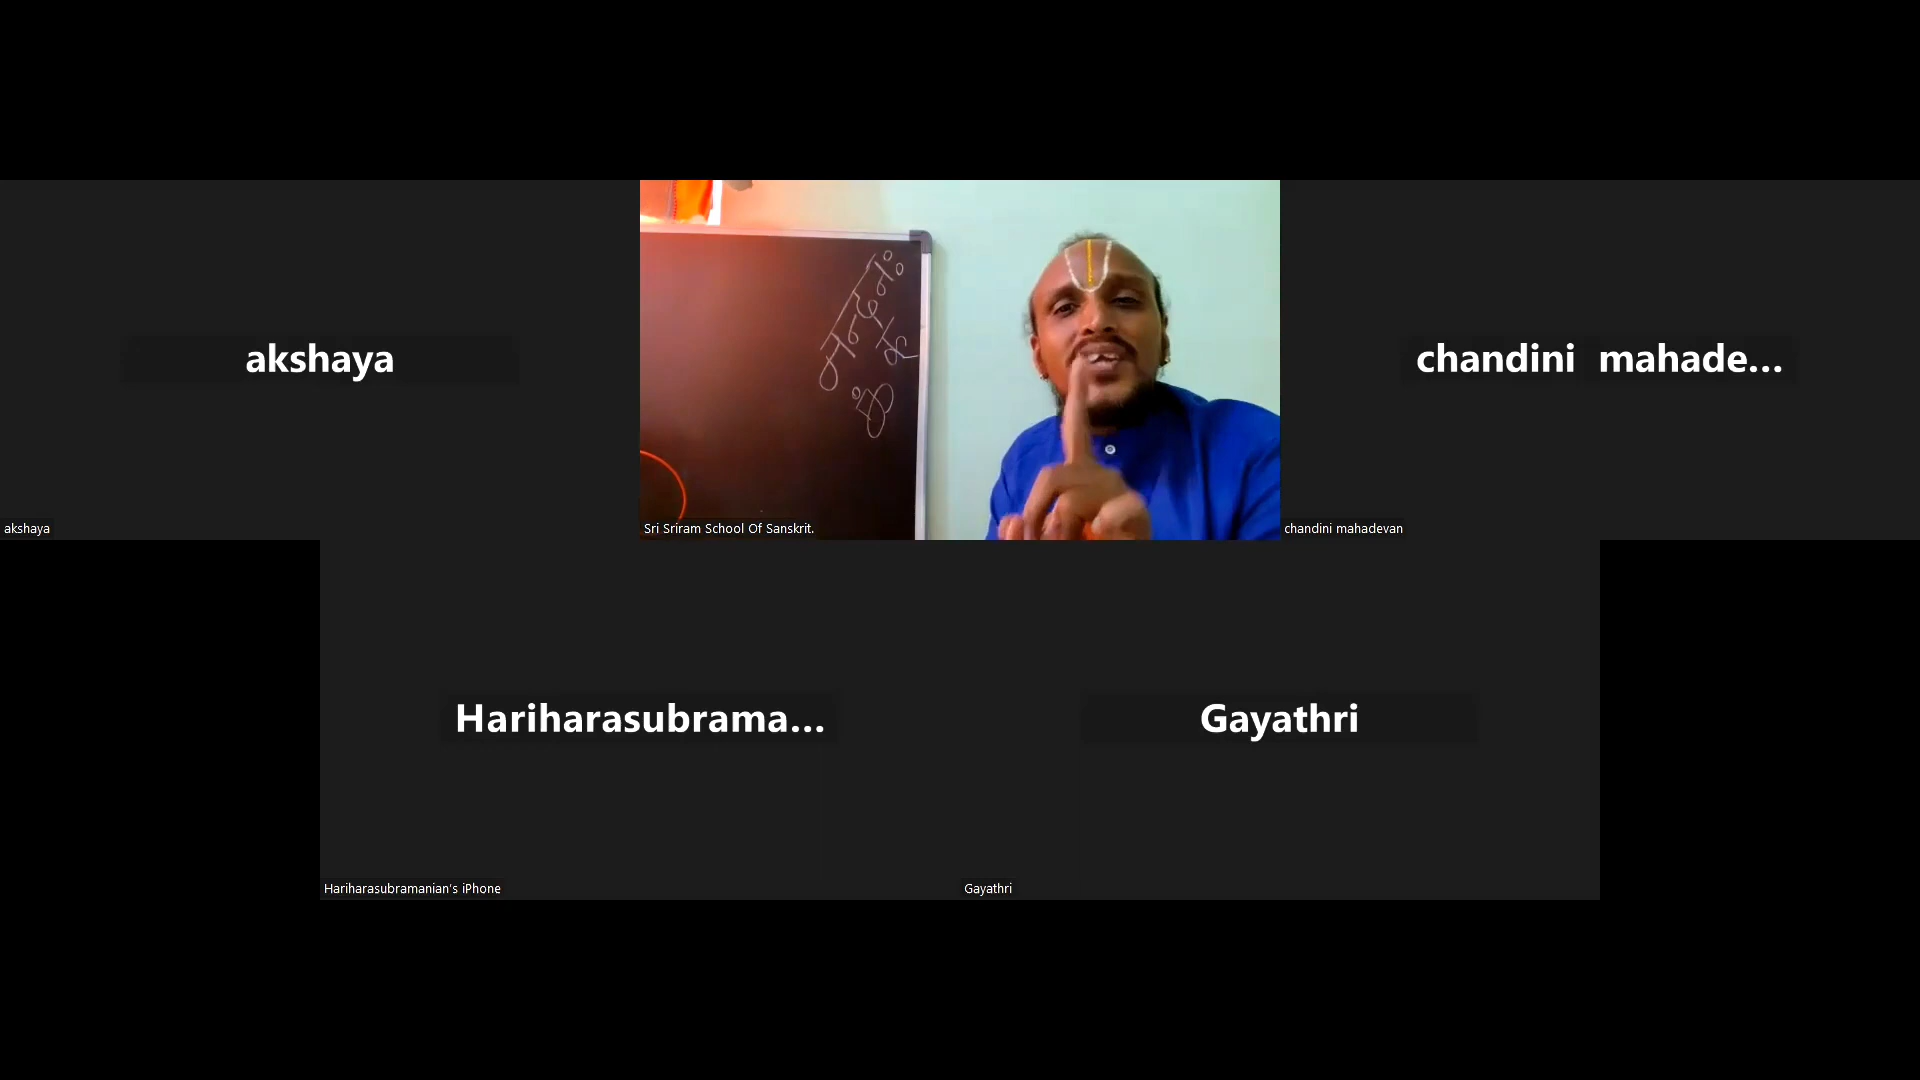 akshaya
chandini mahade...
akshaya
Sri Sriram School Of Sanskrit.
chandini mahadevan
Hariharasubrama...
Gayathri
Hariharasubramanian's iPhone
Gayathri